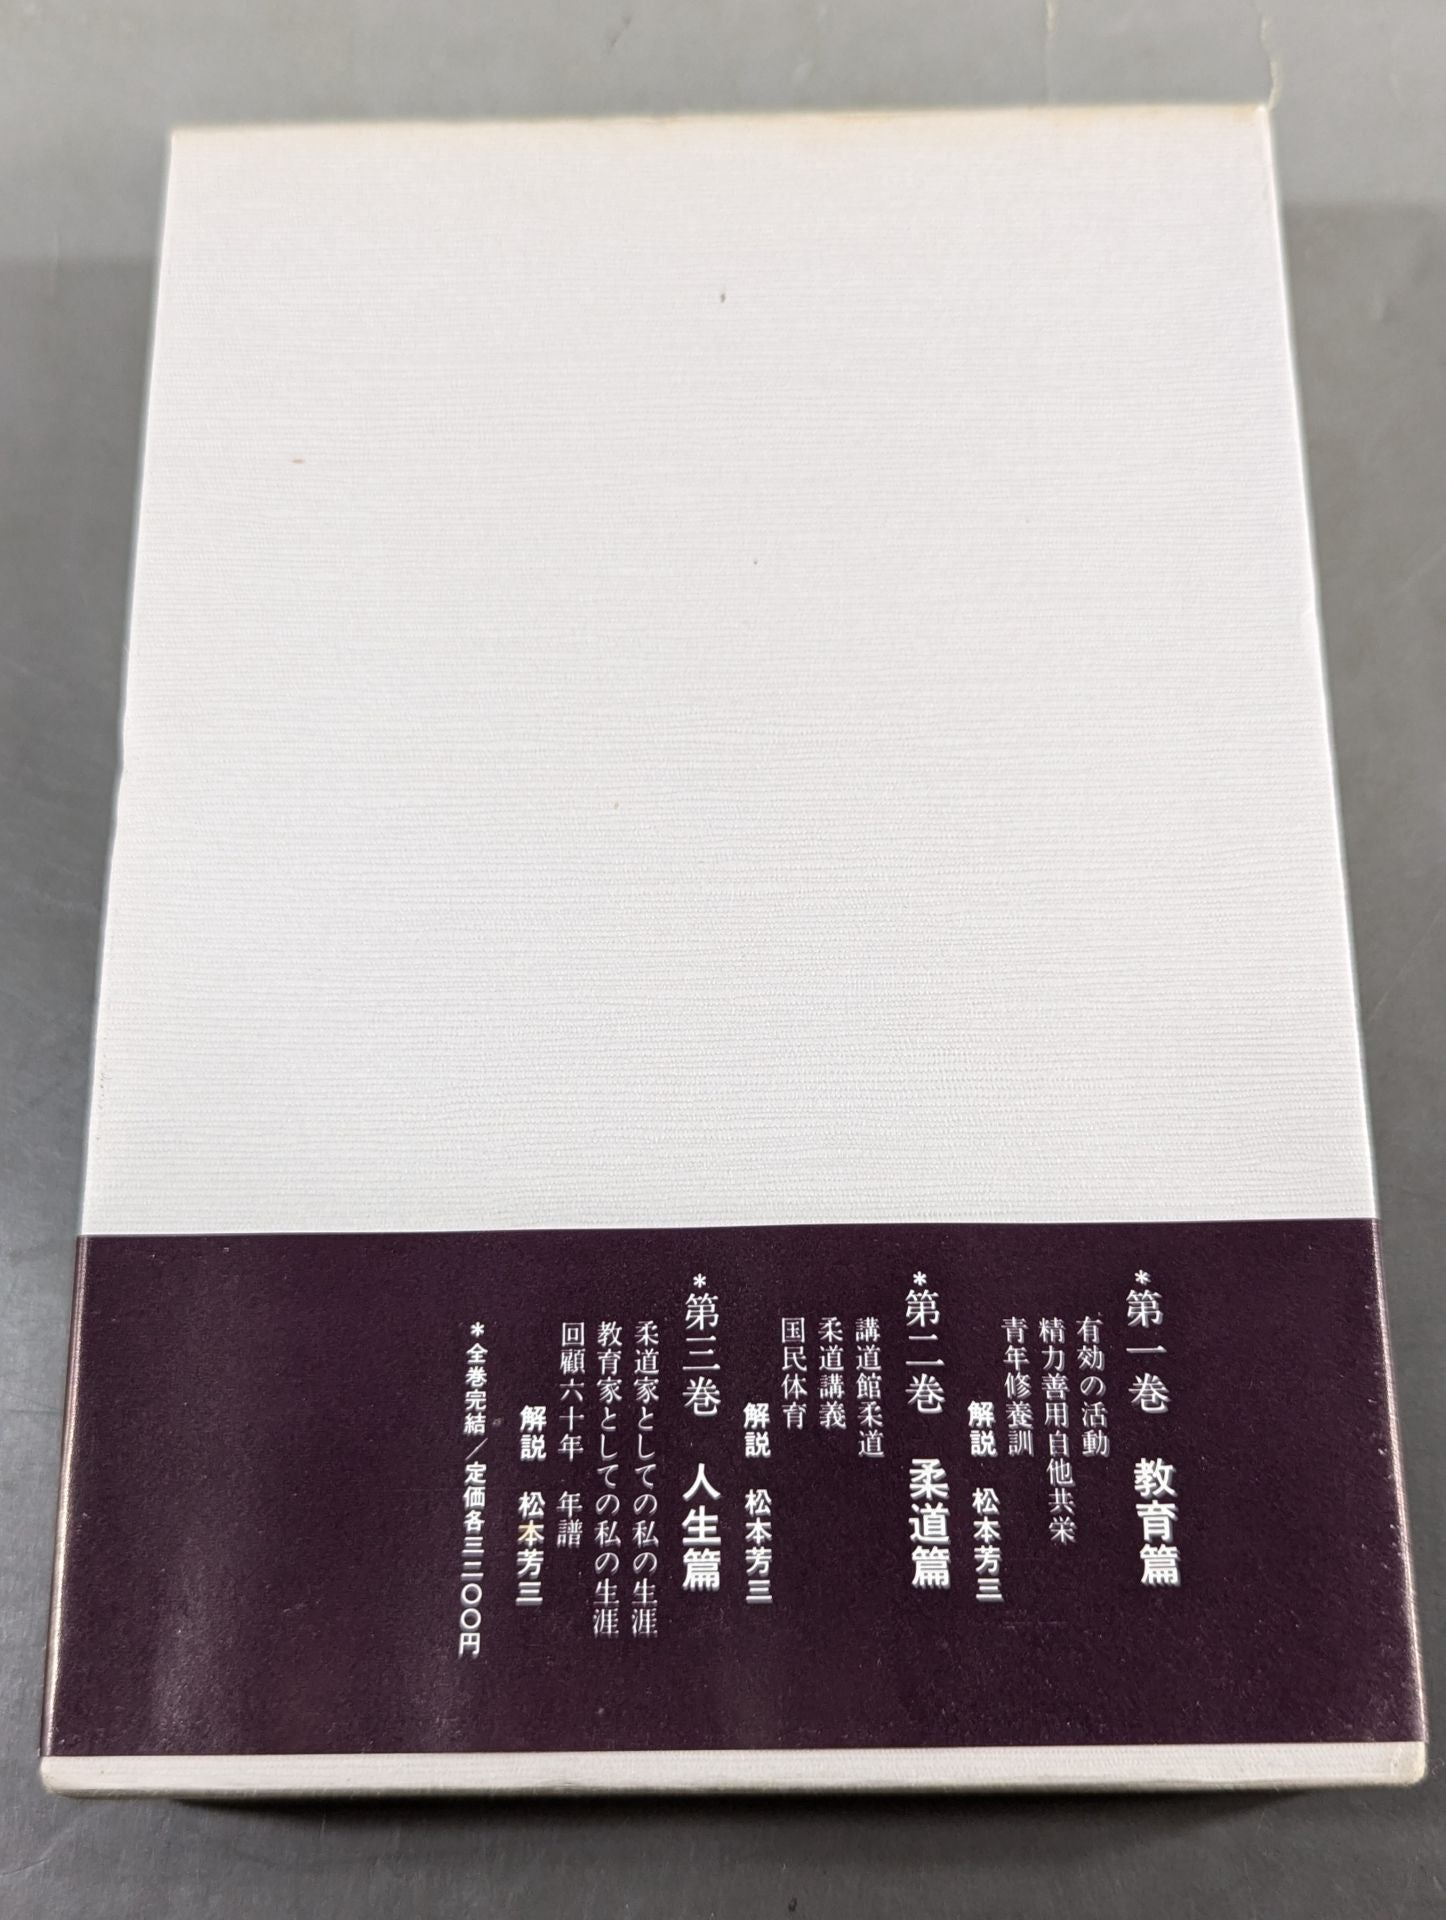 *第一巻 教育篇
有効の活動
精力善用自他共栄
青年修養訓
解説 松本芳三
*第二巻 柔道篇
講道館柔道
柔道講義
国民体育
解説 松本芳三
*第三巻 人生篇
柔道家としての私の生涯
教育家としての私の生涯
回顧六十年 年譜
解説 松本芳三
*全巻完結/定価各三二〇〇円